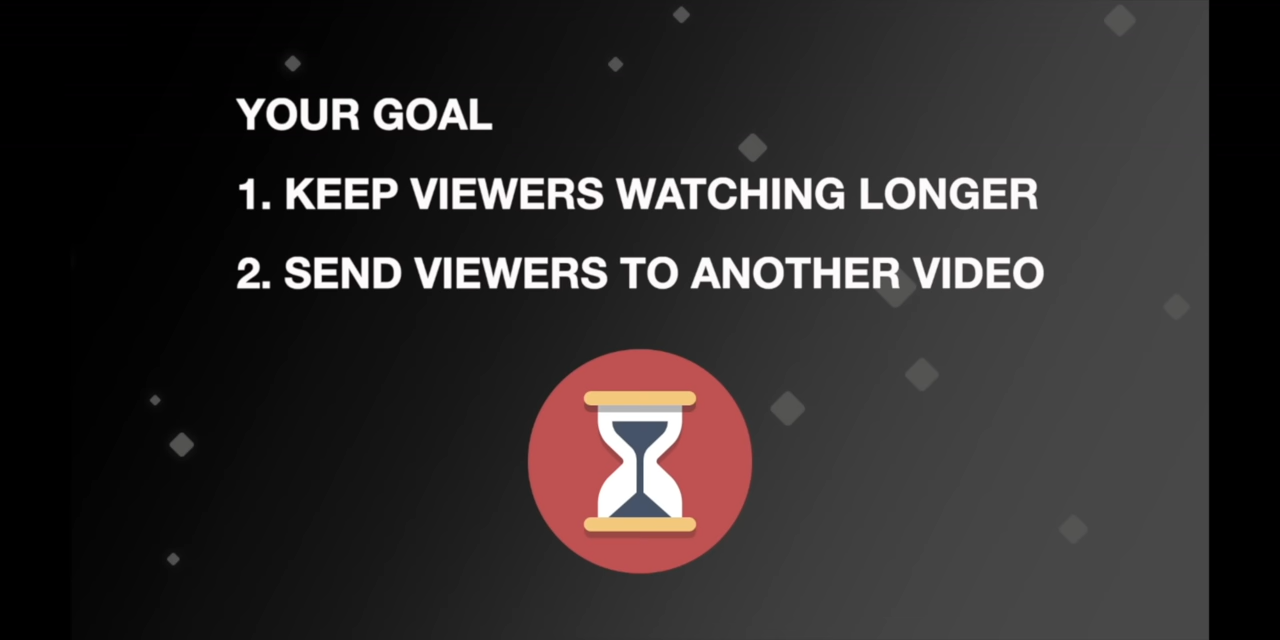 YOUR GOAL
1. KEEP VIEWERS WATCHING LONGER
2. SEND VIEWERS TO ANOTHER VIDEO